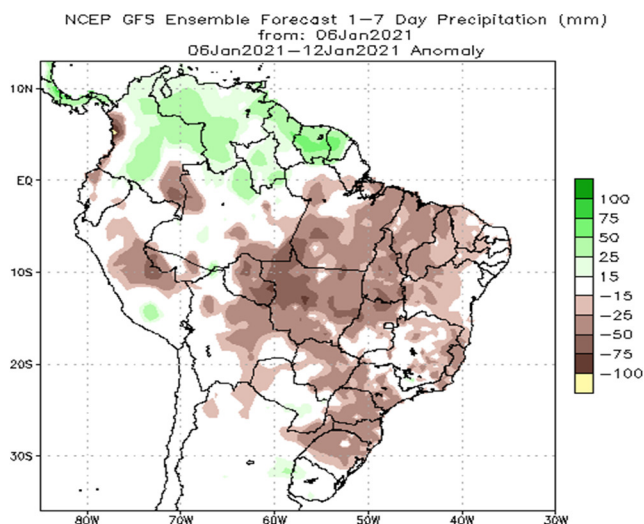 NCEP GFS Ensemble Forecast 1–7 Day Precipitation (mm)
from: 06Jan2021
06Jan2021–12Jan2021 Anomaly
10N
EQ
10S
20S
30S
80W
70W
60W
50W
40W
30W
100
75
50
25
15
−15
−25
−50
−75
−100